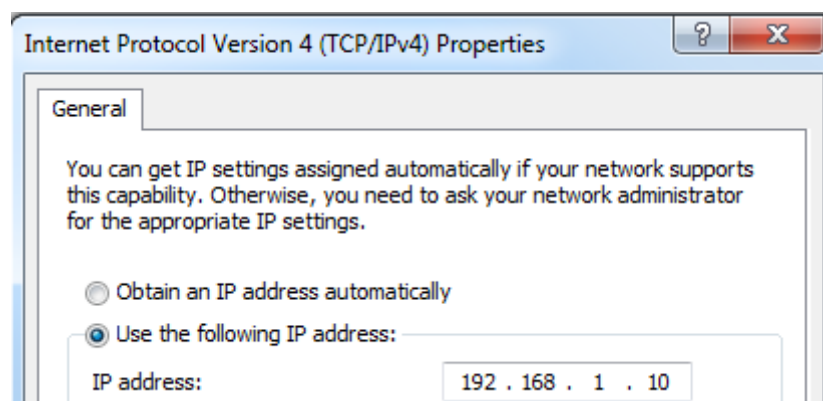 Internet Protocol Version 4 (TCP/IPv4) Properties
General
You can get IP settings assigned automatically if your network supports
this capability. Otherwise, you need to ask your network administrator
for the appropriate IP settings.
Obtain an IP address automatically
Use the following IP address:
IP address: 192 . 168 . 1 . 10